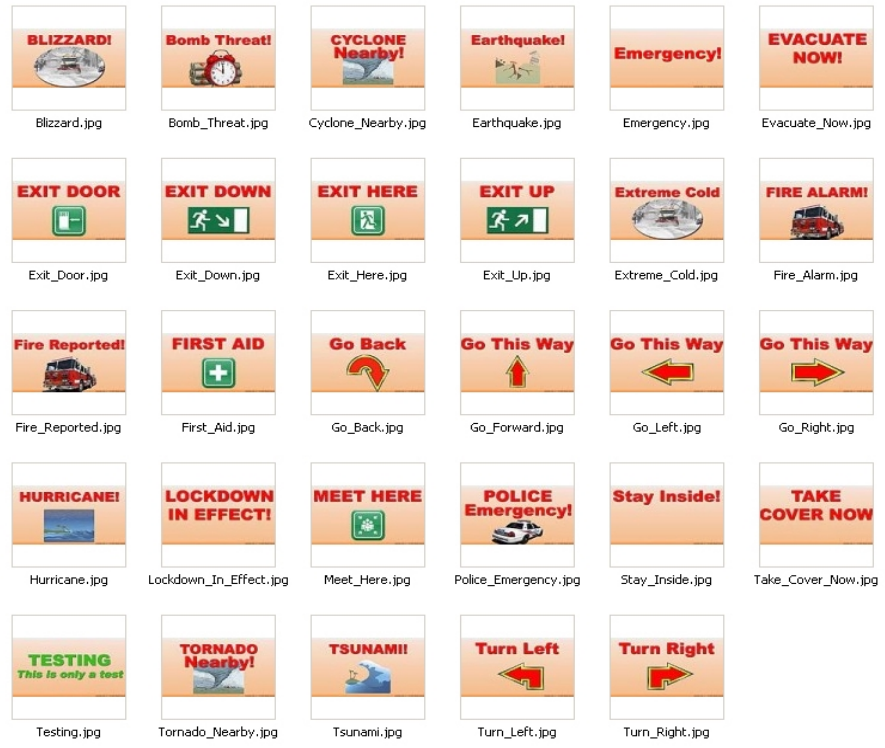 BLIZZARD!
Blizzard.jpg
Bomb Threat!
Bomb_Threat.jpg
CYCLONE
Nearby!
Cyclone_Nearby.jpg
Earthquake!
Earthquake.jpg
Emergency!
Emergency.jpg
EVACUATE
NOW!
Evacuate_Now.jpg
EXIT DOOR
Exit_Door.jpg
EXIT DOWN
Exit_Down.jpg
EXIT HERE
Exit_Here.jpg
EXIT UP
Exit_Up.jpg
Extreme Cold
Extreme_Cold.jpg
FIRE ALARM!
Fire_Alarm.jpg
Fire Reported!
Fire_Reported.jpg
FIRST AID
First_Aid.jpg
Go Back
Go_Back.jpg
Go This Way
Go_Forward.jpg
Go This Way
Go_Left.jpg
Go This Way
Go_Right.jpg
HURRICANE!
Hurricane.jpg
LOCKDOWN
IN EFFECT!
Lockdown_In_Effect.jpg
MEET HERE
Meet_Here.jpg
POLICE
Emergency!
Police_Emergency.jpg
Stay Inside!
Stay_Inside.jpg
TAKE
COVER NOW
Take_Cover_Now.jpg
TESTING
This is only a test
Testing.jpg
TORNADO
Nearby!
Tornado_Nearby.jpg
TSUNAMI!
Tsunami.jpg
Turn Left
Turn_Left.jpg
Turn Right
Turn_Right.jpg